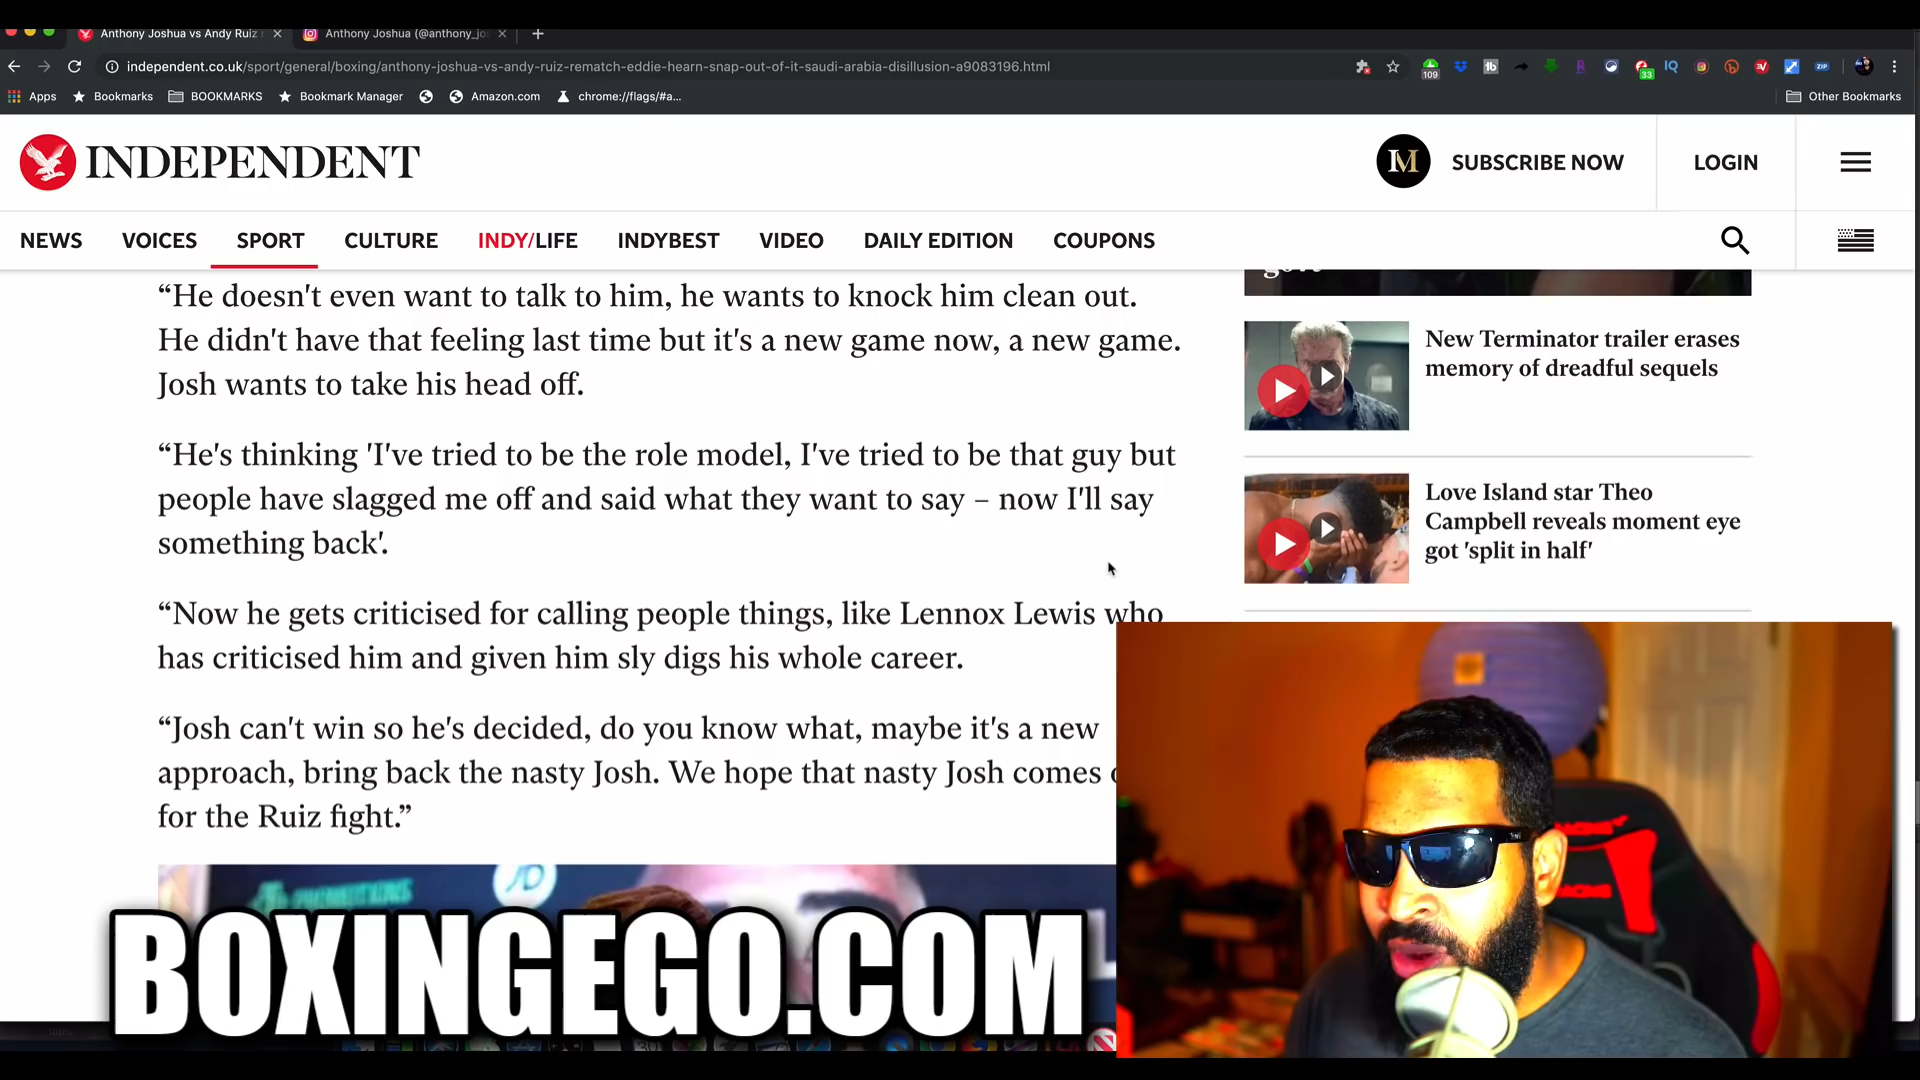 Anthony Joshua vs Andy Ruiz
Anthony Joshua (@anthony_jo
independent.co.uk/sport/general/boxing/anthony-joshua-vs-andy-ruiz-rematch-eddie-hearn-snap-out-of-it-saudi-arabia-disillusion-a9083196.html
109
tb
33
IQ
ZIP
Apps
Bookmarks
BOOKMARKS
Bookmark Manager
Amazon.com
chrome://flags/#a...
Other Bookmarks
INDEPENDENT
IM
SUBSCRIBE NOW
LOGIN
NEWS
VOICES
SPORT
CULTURE
INDY/LIFE
INDYBEST
VIDEO
DAILY EDITION
COUPONS
“He doesn't even want to talk to him, he wants to knock him clean out.
He didn't have that feeling last time but it's a new game now, a new game.
Josh wants to take his head off.
“He's thinking 'I've tried to be the role model, I've tried to be that guy but
people have slagged me off and said what they want to say – now I'll say
something back'.
“Now he gets criticised for calling people things, like Lennox Lewis who
has criticised him and given him sly digs his whole career.
“Josh can't win so he's decided, do you know what, maybe it's a new
approach, bring back the nasty Josh. We hope that nasty Josh comes
for the Ruiz fight.”
New Terminator trailer erases
memory of dreadful sequels
Love Island star Theo
Campbell reveals moment eye
got 'split in half'
JD
BOXINGEGO.COM